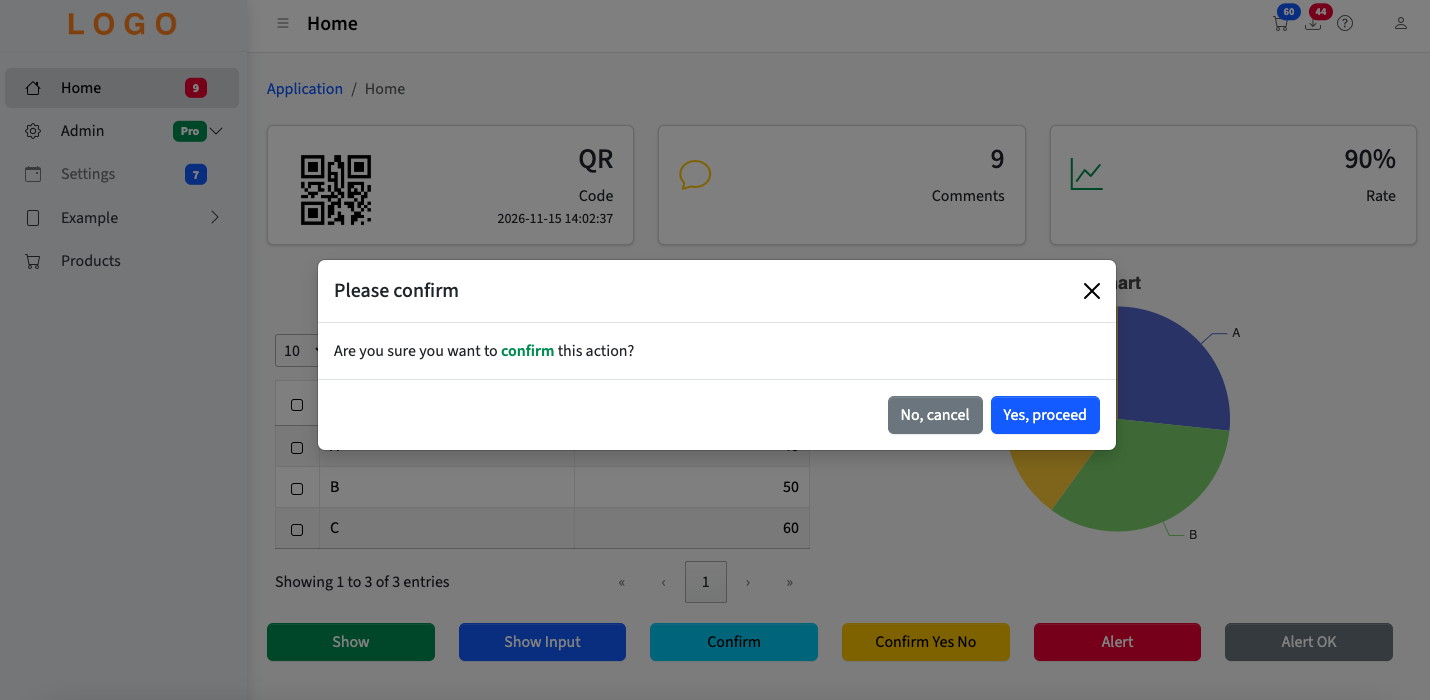 LOGO
Home
60
44
Home
9
Admin
Pro
Settings
7
Example
Products
Application / Home
QR
Code
2026-11-15 14:02:37
9
Comments
90%
Rate
Please confirm
Are you sure you want to confirm this action?
No, cancel
Yes, proceed
10
A
B
B 50
C 60
Showing 1 to 3 of 3 entries
« ‹ 1 › »
Show
Show Input
Confirm
Confirm Yes No
Alert
Alert OK